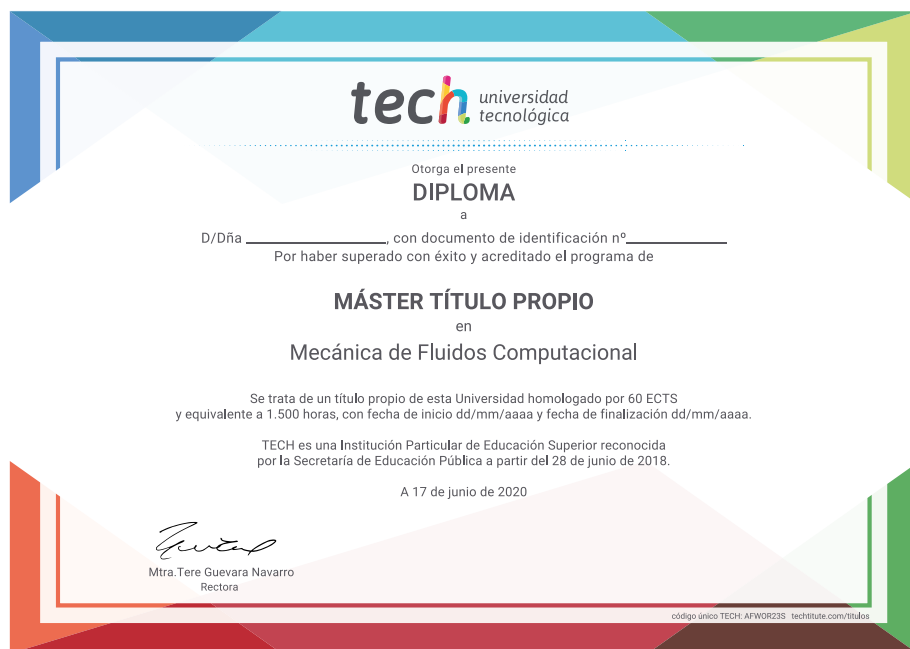 tech universidad
tecnológica
Otorga el presente
DIPLOMA
a
D/Dña ____________________, con documento de identificación nº______________
Por haber superado con éxito y acreditado el programa de
MÁSTER TÍTULO PROPIO
en
Mecánica de Fluidos Computacional
Se trata de un título propio de esta Universidad homologado por 60 ECTS
y equivalente a 1.500 horas, con fecha de inicio dd/mm/aaaa y fecha de finalización dd/mm/aaaa.
TECH es una Institución Particular de Educación Superior reconocida
por la Secretaría de Educación Pública a partir del 28 de junio de 2018.
A 17 de junio de 2020
Mtra.Tere Guevara Navarro
Rectora
código único TECH: AFWOR23S techtitute.com/titulos